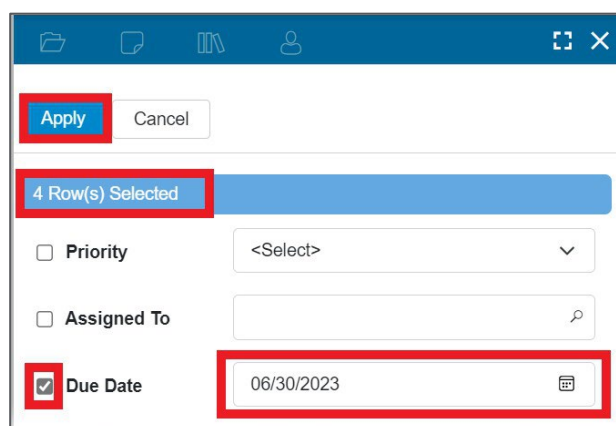 Apply Cancel
4 Row(s) Selected
Priority <Select>
Assigned To
Due Date 06/30/2023